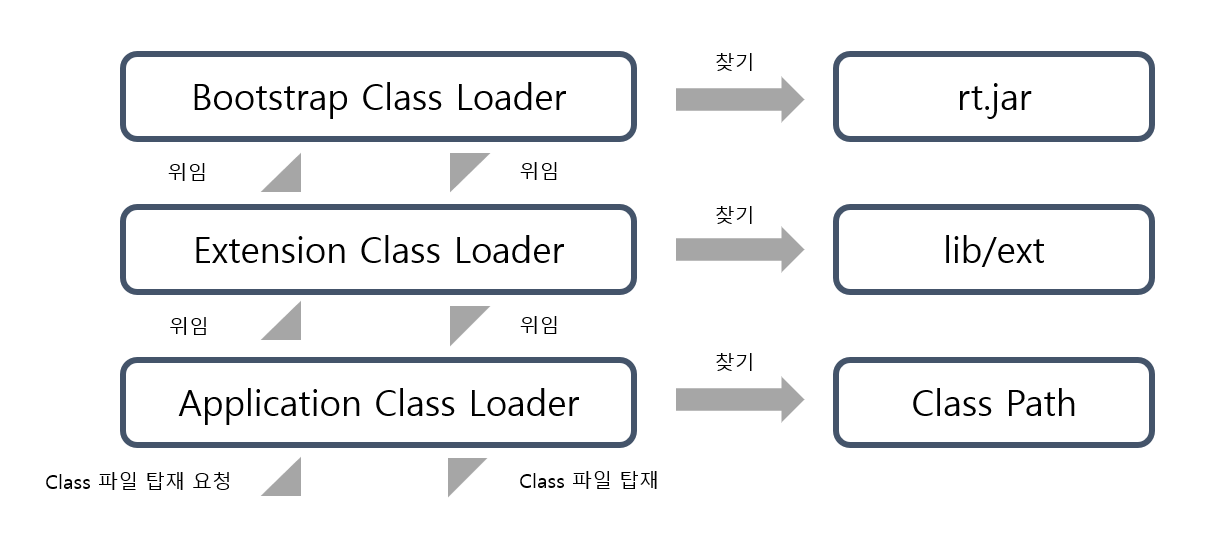 찾기
Bootstrap Class Loader
rt.jar
위임
위임
찾기
Extension Class Loader
lib/ext
위임
위임
찾기
Application Class Loader
Class Path
Class 파일 탑재 요청
Class 파일 탑재